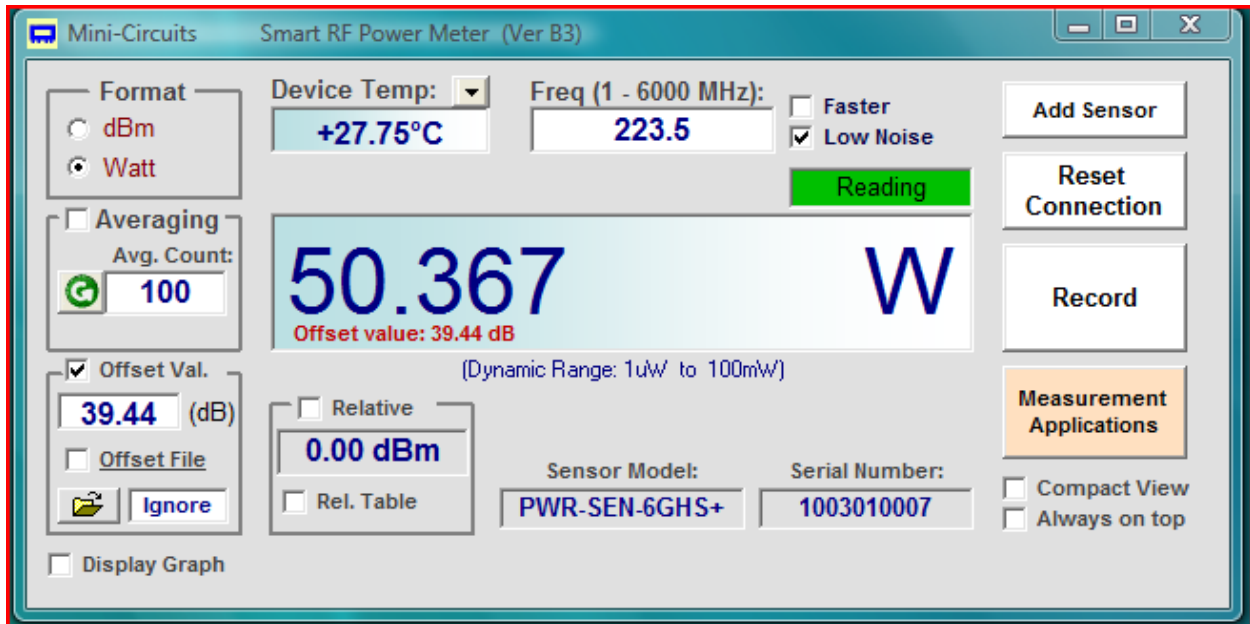 Mini-Circuits Smart RF Power Meter (Ver B3)
Format
dBm
Watt
Device Temp:
+27.75°C
Freq (1 - 6000 MHz):
223.5
Faster
Low Noise
Reading
Add Sensor
Reset
Connection
Averaging
Avg. Count:
100
50.367 W
Offset value: 39.44 dB
Record
(Dynamic Range: 1uW to 100mW)
Offset Val.
39.44 (dB)
Offset File
Ignore
Relative
0.00 dBm
Rel. Table
Sensor Model:
PWR-SEN-6GHS+
Serial Number:
1003010007
Measurement
Applications
Compact View
Always on top
Display Graph